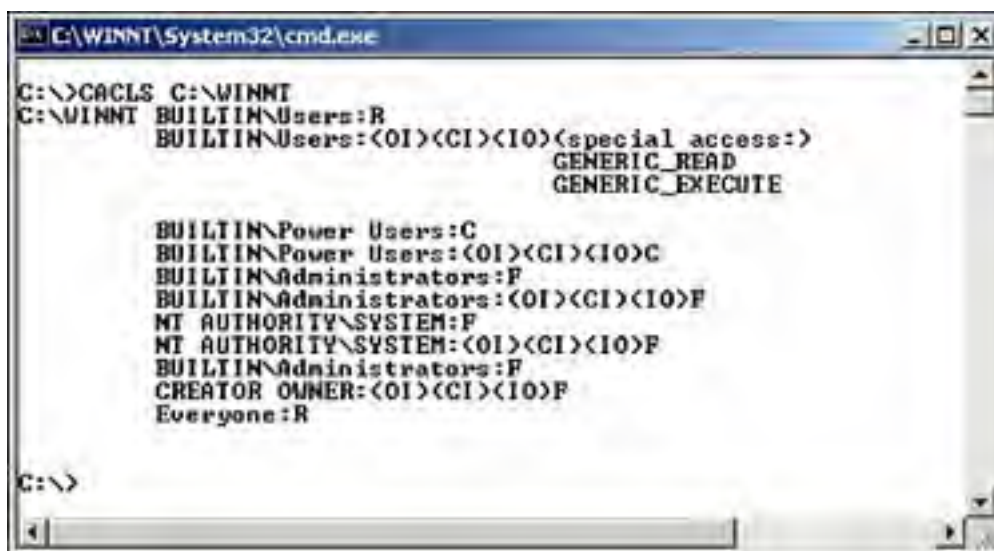 C:\WINNT\System32\cmd.exe
C:\>CACLS C:\WINNT
C:\WINNT BUILTIN\Users:R
BUILTIN\Users:(OI)(CI)(IO)(special access:)
GENERIC_READ
GENERIC_EXECUTE
BUILTIN\Power Users:C
BUILTIN\Power Users:(OI)(CI)(IO)C
BUILTIN\Administrators:F
BUILTIN\Administrators:(OI)(CI)(IO)F
NT AUTHORITY\SYSTEM:F
NT AUTHORITY\SYSTEM:(OI)(CI)(IO)F
BUILTIN\Administrators:F
CREATOR OWNER:(OI)(CI)(IO)F
Everyone:R
C:\>